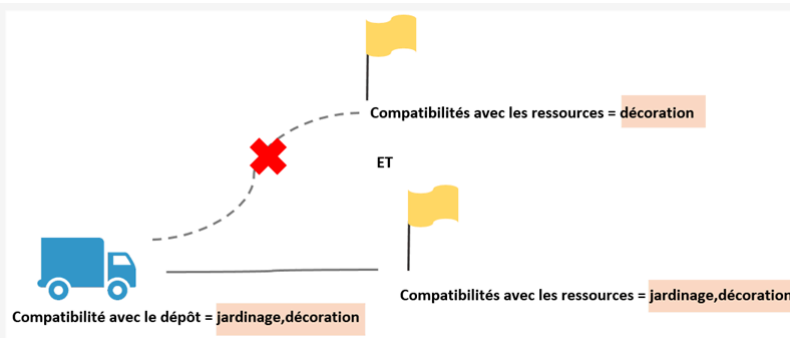 Compatibilités avec les ressources = décoration
ET
Compatibilités avec les ressources = jardinage,décoration
Compatibilité avec le dépôt = jardinage,décoration